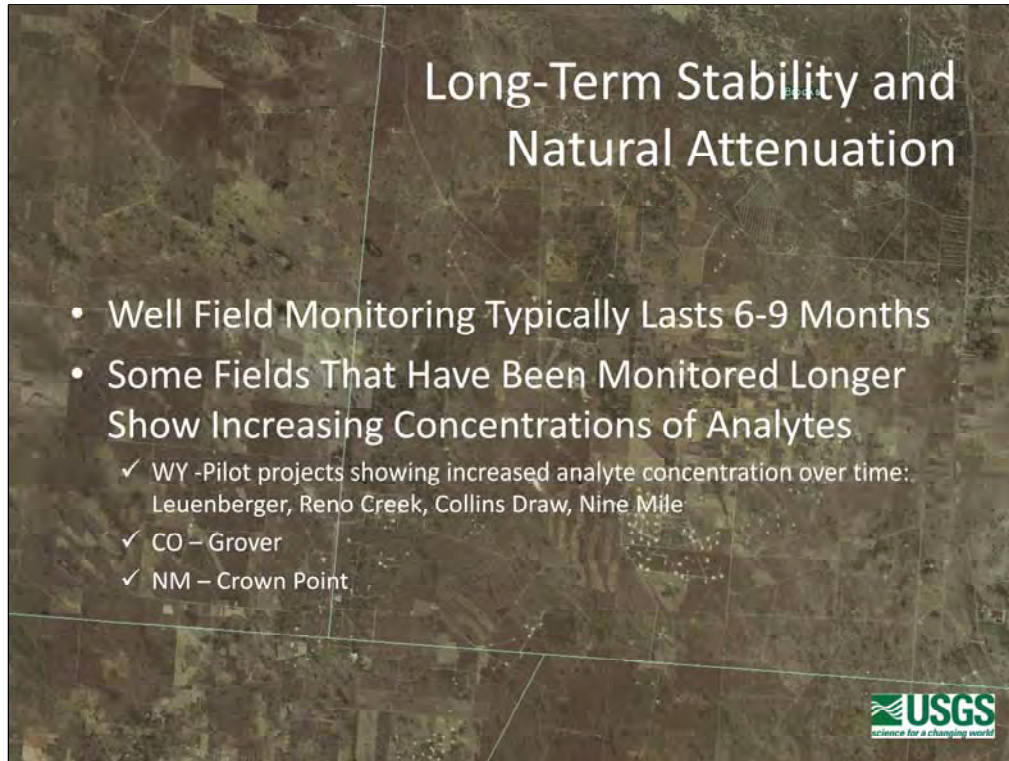 Long-Term Stability and
Natural Attenuation
Brooks
• Well Field Monitoring Typically Lasts 6-9 Months
• Some Fields That Have Been Monitored Longer
Show Increasing Concentrations of Analytes
✓ WY -Pilot projects showing increased analyte concentration over time:
Leuenberger, Reno Creek, Collins Draw, Nine Mile
✓ CO – Grover
✓ NM – Crown Point
USGS
science for a changing world